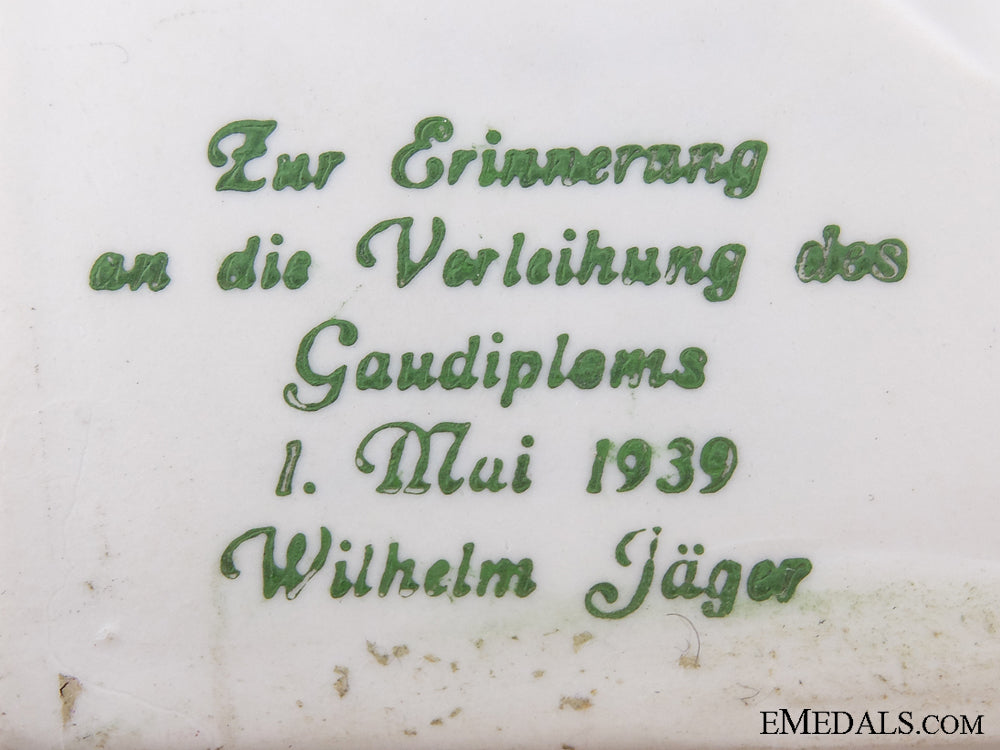 Zur Erinnerung
an die Verleihung des
Gaudiploms
1. Mai 1939
Wilhelm Jäger
EMEDALS.COM